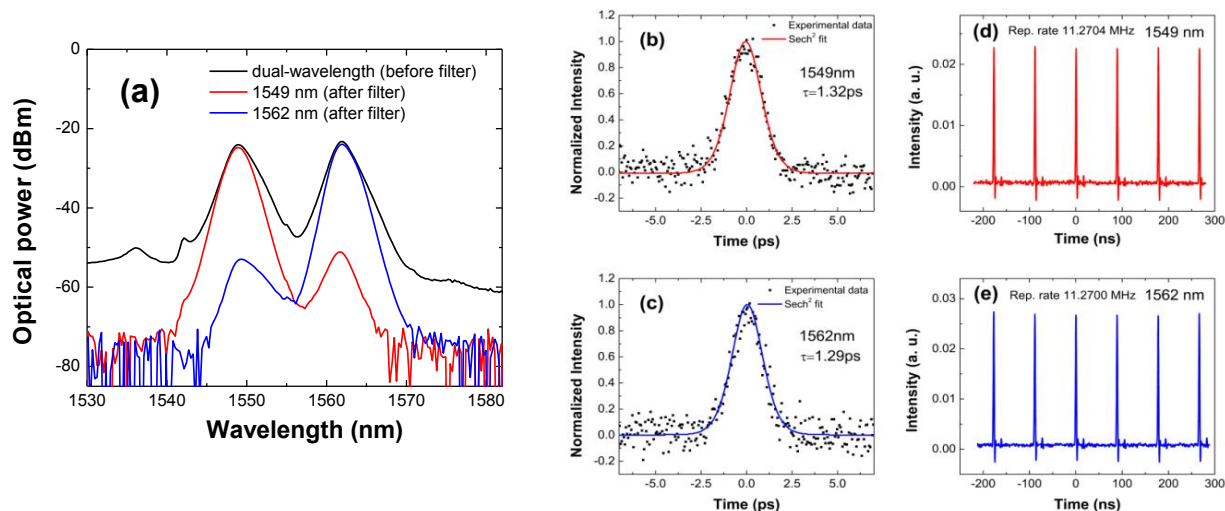 (a)
dual-wavelength (before filter)
1549 nm (after filter)
1562 nm (after filter)
0
-20
-40
-60
-80
Optical power (dBm)
1530 1540 1550 1560 1570 1580
Wavelength (nm)
(b)
Experimental data
Sech² fit
1549nm
τ=1.32ps
1.2
1.0
0.8
0.6
0.4
0.2
0.0
-0.2
Normalized Intensity
-5.0 -2.5 0.0 2.5 5.0
Time (ps)
(d)
Rep. rate 11.2704 MHz 1549 nm
0.02
0.01
0.00
Intensity (a. u.)
-200 -100 0 100 200 300
Time (ns)
(c)
Experimental data
Sech² fit
1562nm
τ=1.29ps
1.2
1.0
0.8
0.6
0.4
0.2
0.0
-0.2
Normalized Intensity
-5.0 -2.5 0.0 2.5 5.0
Time (ps)
(e)
Rep. rate 11.2700 MHz 1562 nm
0.03
0.02
0.01
0.00
Intensity (a. u.)
-200 -100 0 100 200 300
Time (ns)